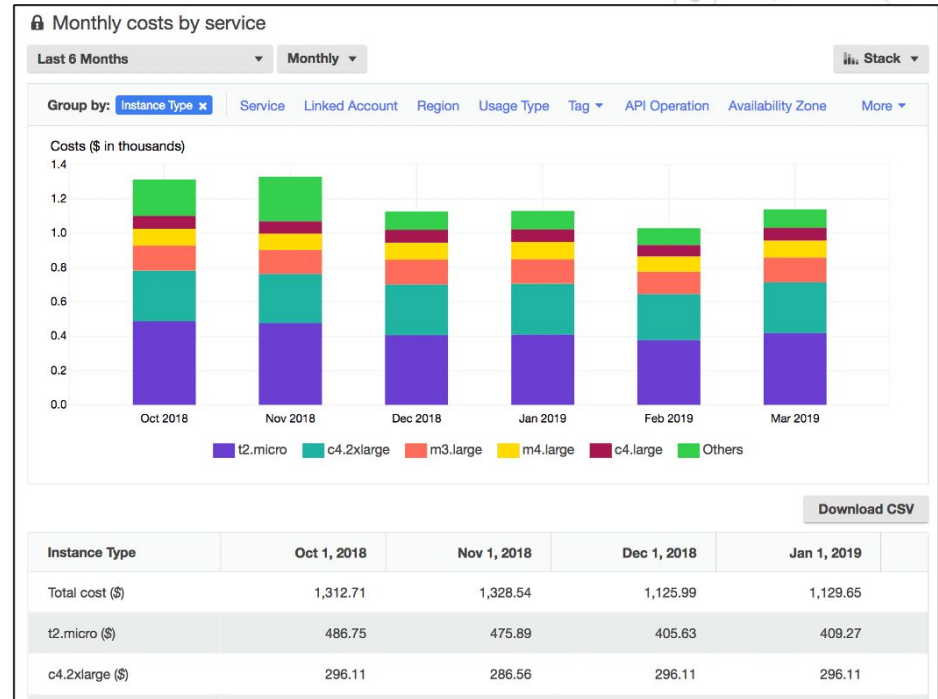 Monthly costs by service
Last 6 Months Monthly Stack
Group by: Instance Type x Service Linked Account Region Usage Type Tag API Operation Availability Zone More
Costs ($ in thousands)
1.4
1.2
1.0
0.8
0.6
0.4
0.2
0.0
Oct 2018 Nov 2018 Dec 2018 Jan 2019 Feb 2019 Mar 2019
t2.micro c4.2xlarge m3.large m4.large c4.large Others
Download CSV
Instance Type Oct 1, 2018 Nov 1, 2018 Dec 1, 2018 Jan 1, 2019
Total cost ($) 1,312.71 1,328.54 1,125.99 1,129.65
t2.micro ($) 486.75 475.89 405.63 409.27
c4.2xlarge ($) 296.11 286.56 296.11 296.11